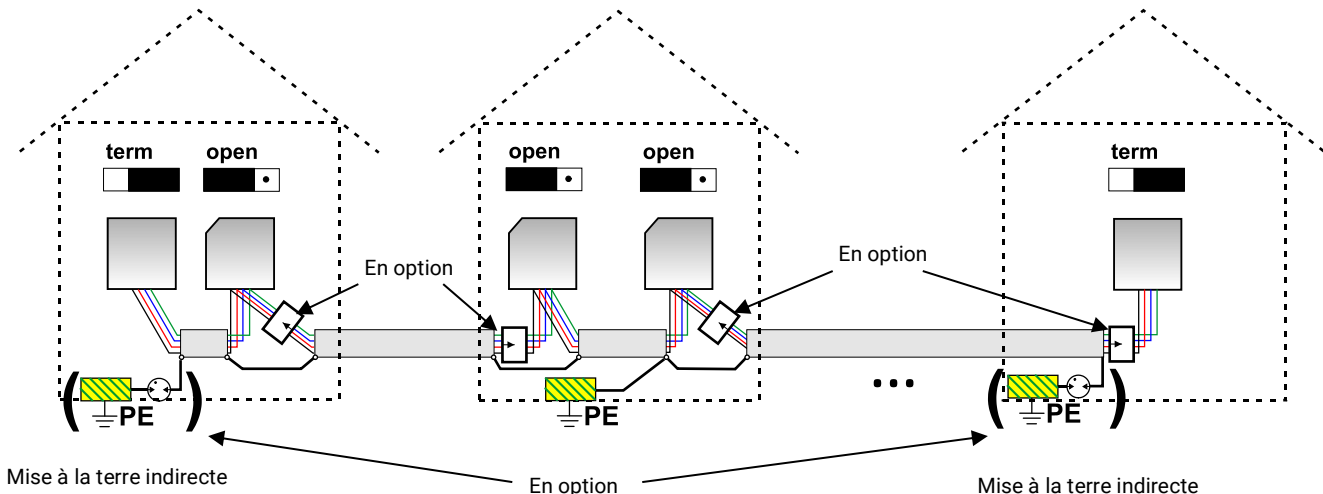 term open
open open
term
En option
En option
( PE )
PE
...
( PE )
Mise à la terre indirecte
En option
Mise à la terre indirecte